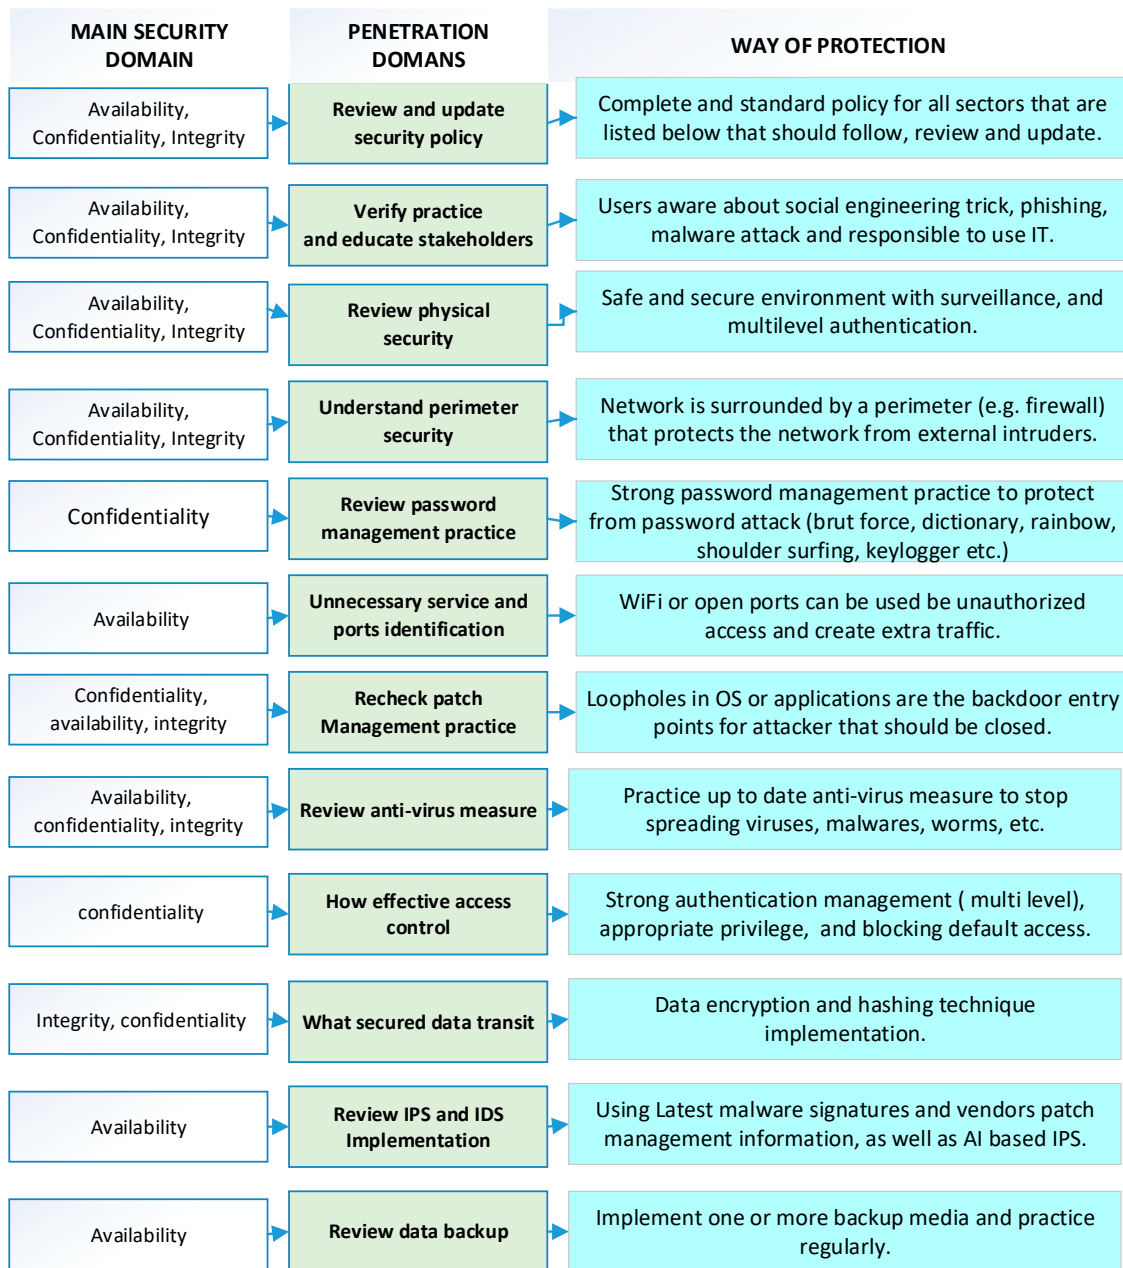 MAIN SECURITY
DOMAIN
PENETRATION
DOMANS
WAY OF PROTECTION
Availability,
Confidentiality, Integrity
Review and update
security policy
Complete and standard policy for all sectors that are
listed below that should follow, review and update.
Availability,
Confidentiality, Integrity
Verify practice
and educate stakeholders
Users aware about social engineering trick, phishing,
malware attack and responsible to use IT.
Availability,
Confidentiality, Integrity
Review physical
security
Safe and secure environment with surveillance, and
multilevel authentication.
Availability,
Confidentiality, Integrity
Understand perimeter
security
Network is surrounded by a perimeter (e.g. firewall)
that protects the network from external intruders.
Confidentiality
Review password
management practice
Strong password management practice to protect
from password attack (brut force, dictionary, rainbow,
shoulder surfing, keylogger etc.)
Availability
Unnecessary service and
ports identification
WiFi or open ports can be used be unauthorized
access and create extra traffic.
Confidentiality,
availability, integrity
Recheck patch
Management practice
Loopholes in OS or applications are the backdoor entry
points for attacker that should be closed.
Availability,
confidentiality, integrity
Review anti-virus measure
Practice up to date anti-virus measure to stop
spreading viruses, malwares, worms, etc.
confidentiality
How effective access
control
Strong authentication management ( multi level),
appropriate privilege, and blocking default access.
Integrity, confidentiality
What secured data transit
Data encryption and hashing technique
implementation.
Availability
Review IPS and IDS
Implementation
Using Latest malware signatures and vendors patch
management information, as well as AI based IPS.
Availability
Review data backup
Implement one or more backup media and practice
regularly.